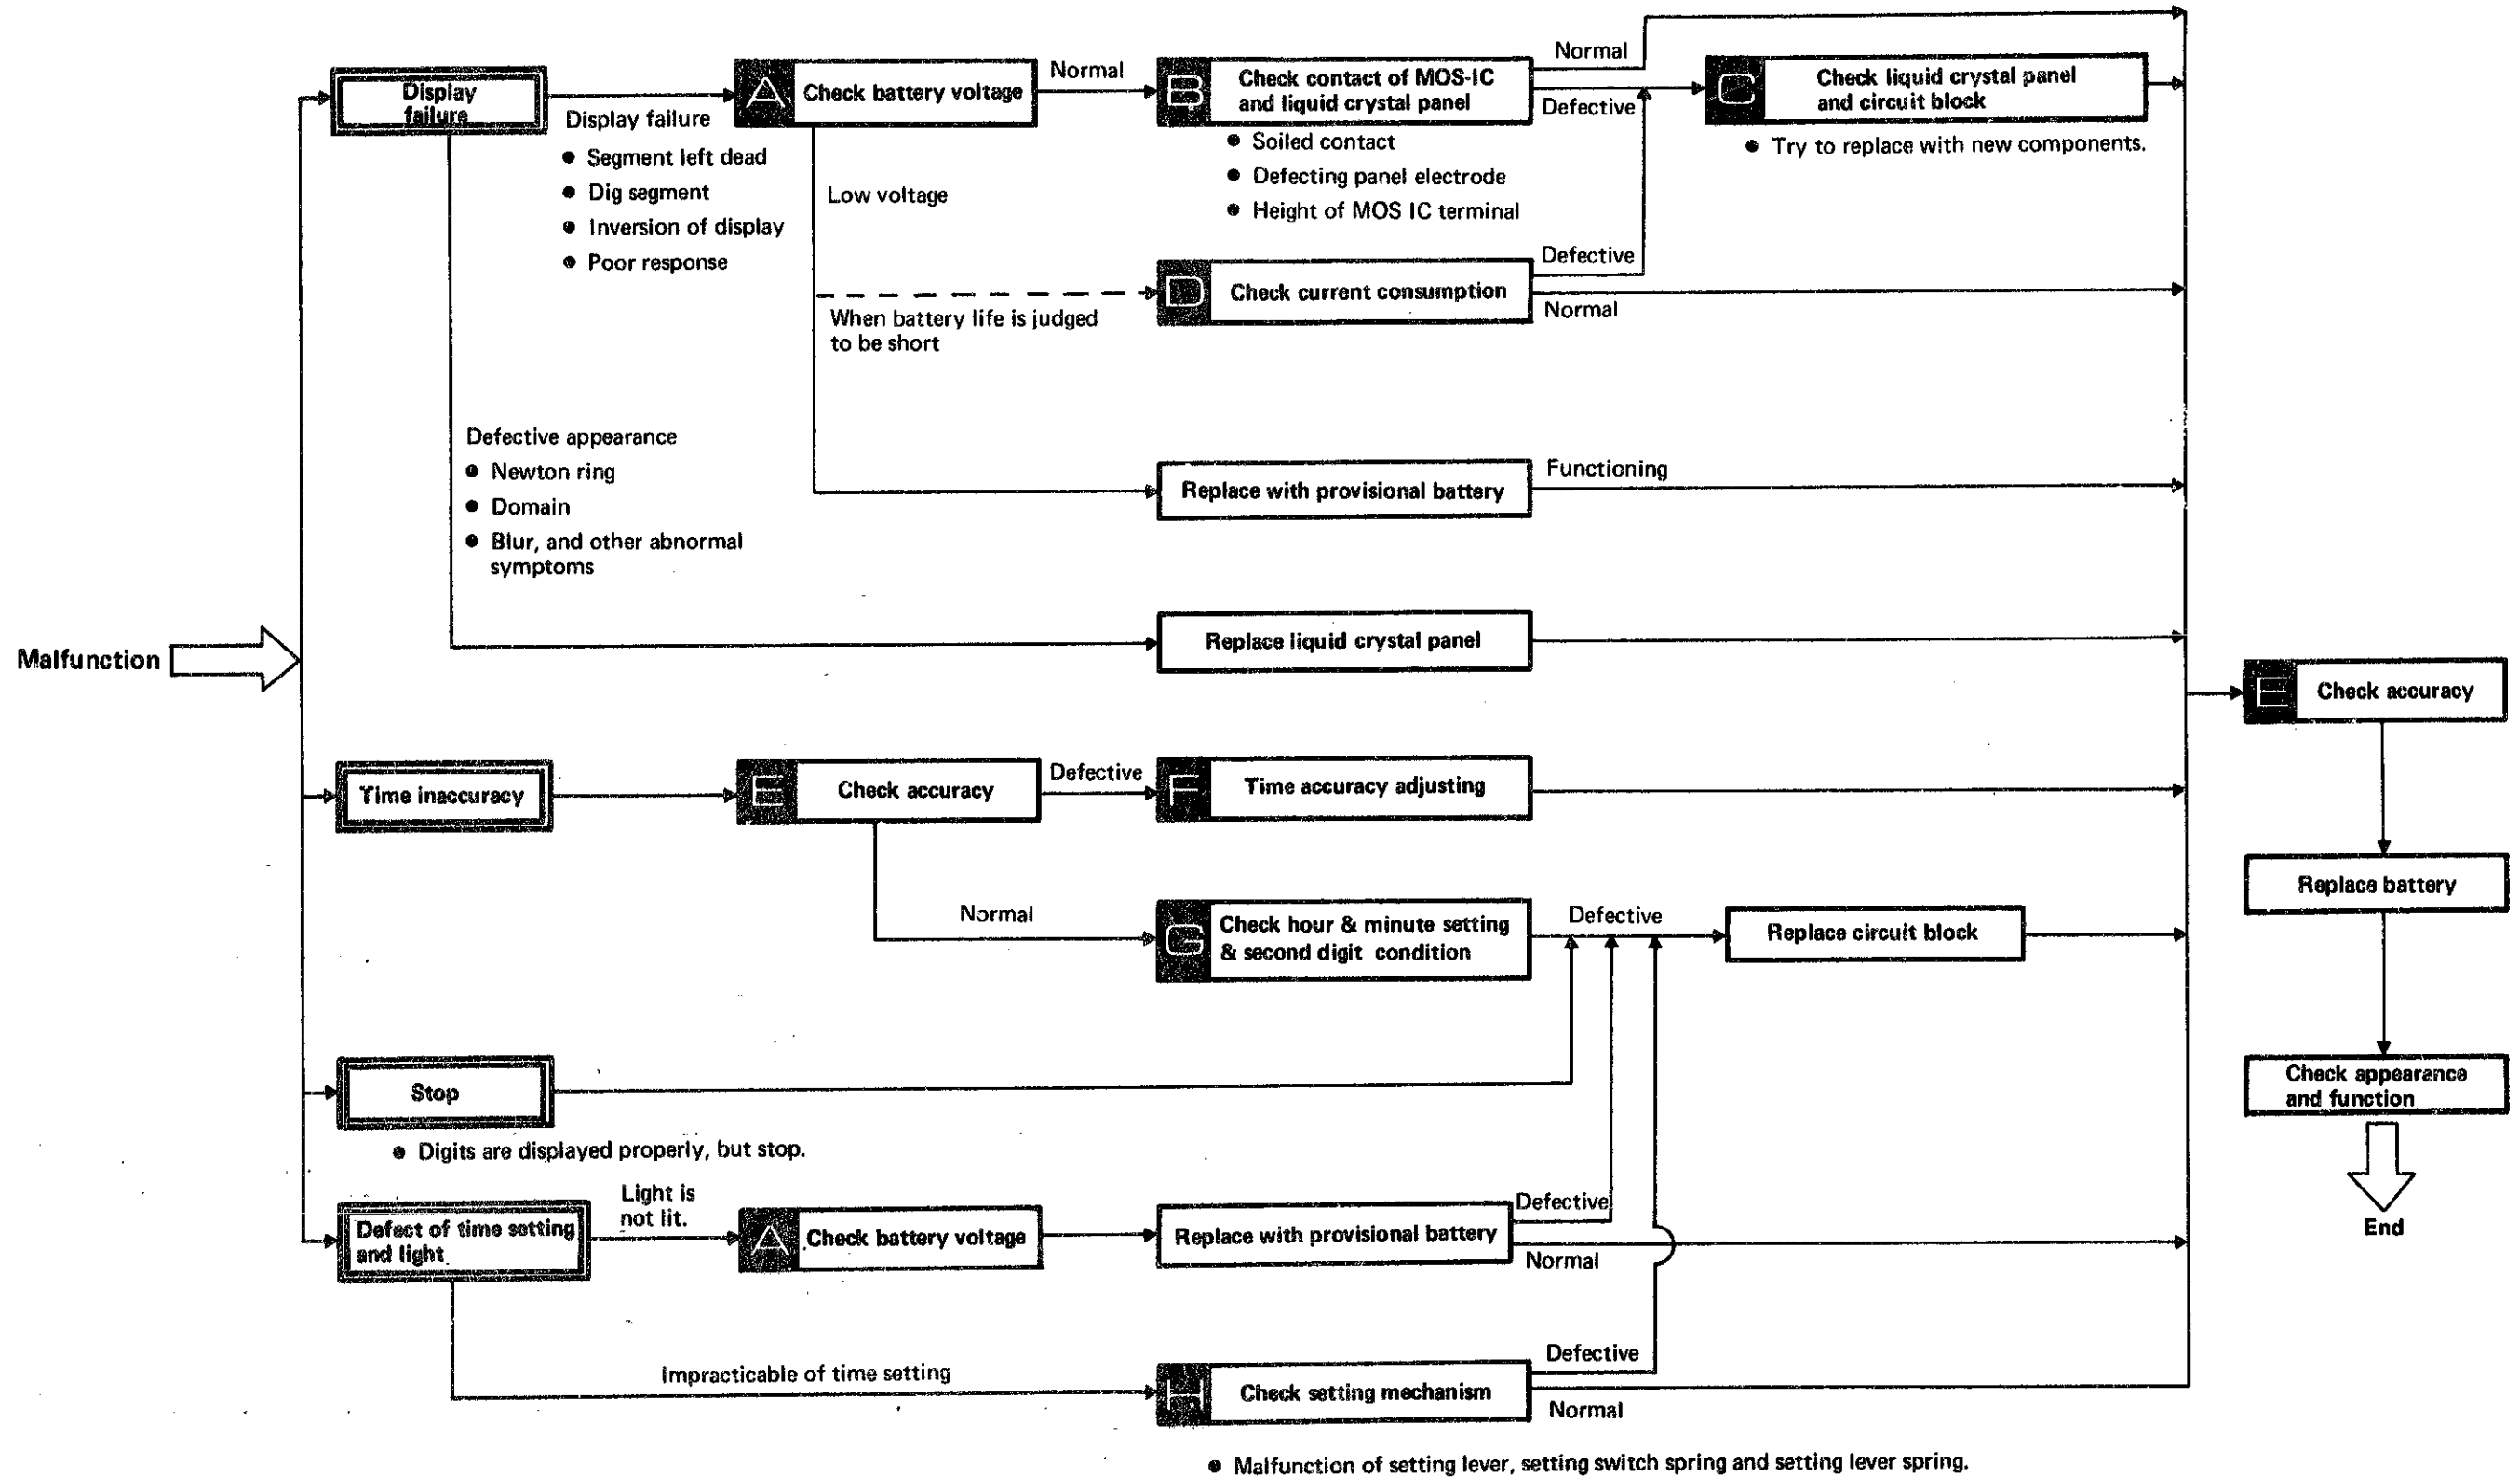 Malfunction
Display
failure
Display failure
● Segment left dead
● Dig segment
● Inversion of display
● Poor response
A Check battery voltage
Normal
Low voltage
When battery life is judged
to be short
B Check contact of MOS-IC
and liquid crystal panel
● Soiled contact
● Defecting panel electrode
● Height of MOS IC terminal
Normal
Defective
C Check liquid crystal panel
and circuit block
● Try to replace with new components.
D Check current consumption
Defective
Normal
Defective appearance
● Newton ring
● Domain
● Blur, and other abnormal
symptoms
Replace with provisional battery
Functioning
Replace liquid crystal panel
Time inaccuracy
E Check accuracy
Defective
F Time accuracy adjusting
Normal
G Check hour & minute setting
& second digit condition
Defective
Replace circuit block
Stop
● Digits are displayed properly, but stop.
Defect of time setting
and light
Light is
not lit.
A Check battery voltage
Replace with provisional battery
Defective
Normal
Impracticable of time setting
H Check setting mechanism
Defective
Normal
● Malfunction of setting lever, setting switch spring and setting lever spring.
E Check accuracy
Replace battery
Check appearance
and function
End